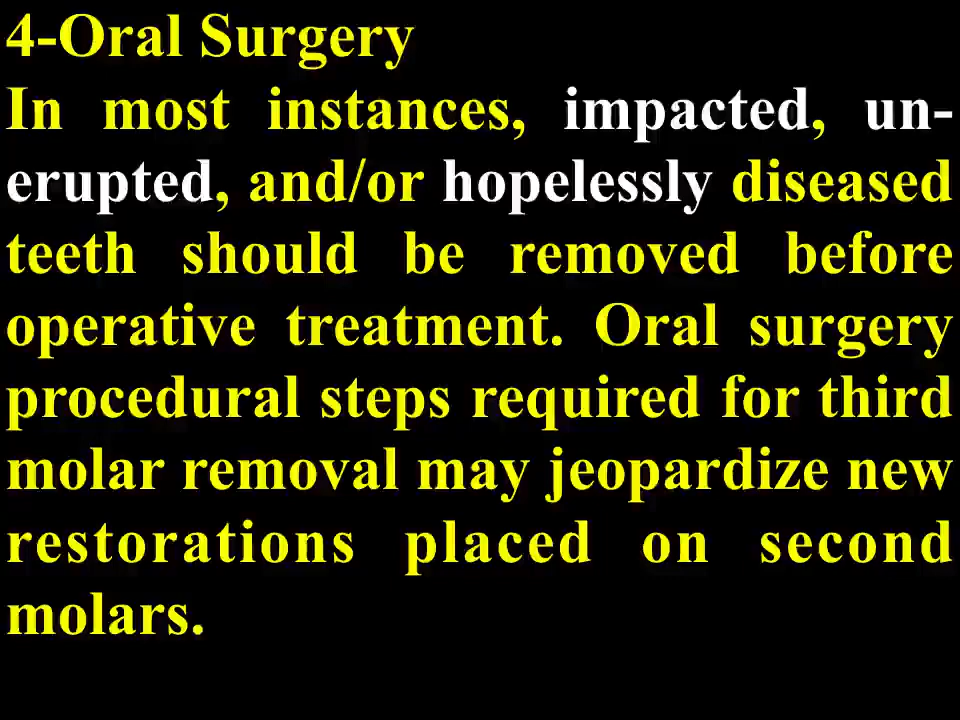 4-Oral Surgery
In most instances, impacted, un-
erupted, and/or hopelessly diseased
teeth should be removed before
operative treatment. Oral surgery
procedural steps required for third
molar removal may jeopardize new
restorations placed on second
molars.